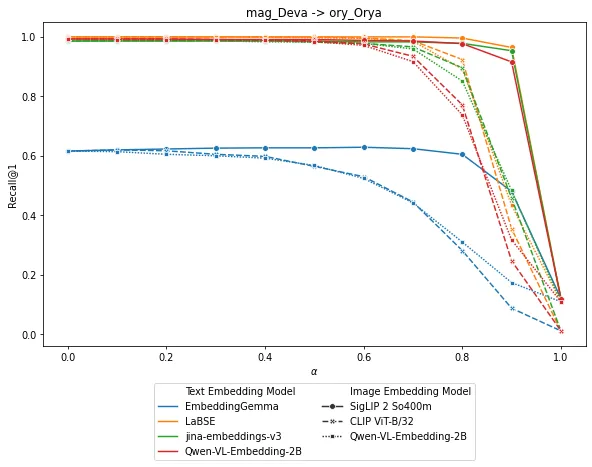 mag_Deva -> ory_Orya
Recall@1
1.0
0.8
0.6
0.4
0.2
0.0
0.0 0.2 0.4 0.6 0.8 1.0
α
Text Embedding Model
EmbeddingGemma
LaBSE
jina-embeddings-v3
Qwen-VL-Embedding-2B
Image Embedding Model
SigLIP 2 So400m
CLIP ViT-B/32
Qwen-VL-Embedding-2B